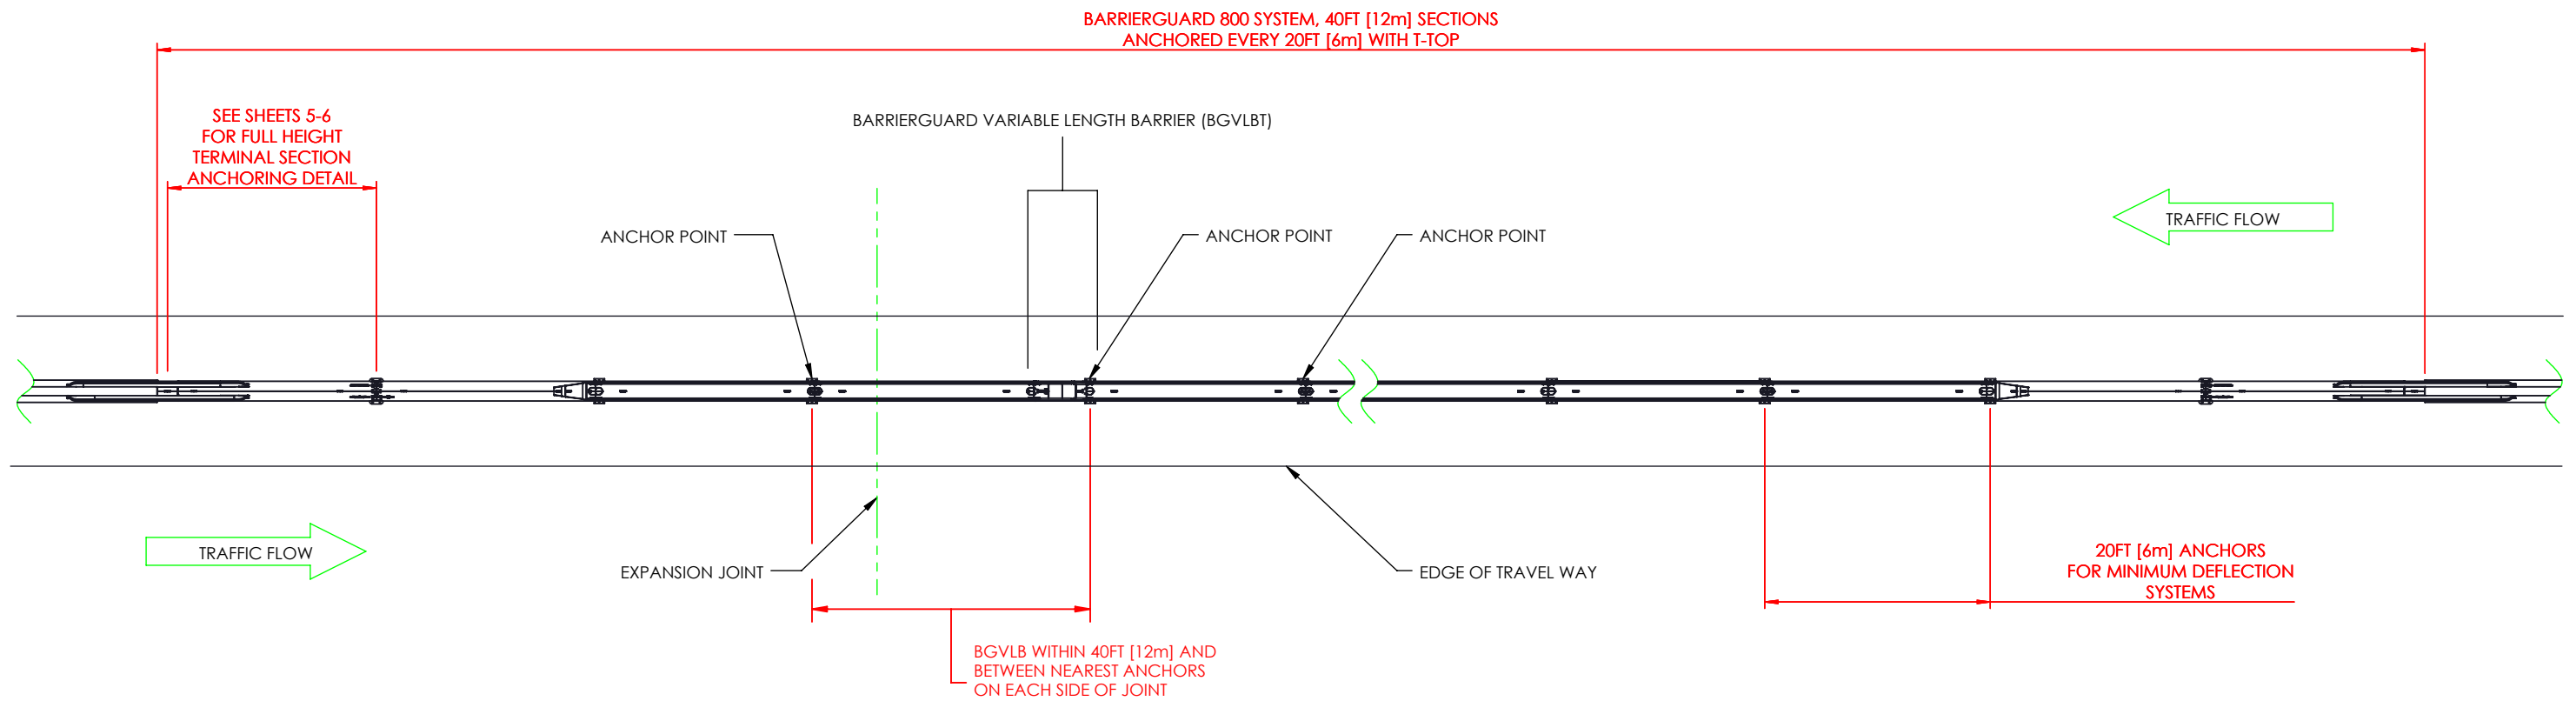 BARRIERGUARD 800 SYSTEM, 40FT [12m] SECTIONS
ANCHORED EVERY 20FT [6m] WITH T-TOP
SEE SHEETS 5-6
FOR FULL HEIGHT
TERMINAL SECTION
ANCHORING DETAIL
BARRIERGUARD VARIABLE LENGTH BARRIER (BGVLBT)
ANCHOR POINT
ANCHOR POINT
ANCHOR POINT
TRAFFIC FLOW
TRAFFIC FLOW
EXPANSION JOINT
EDGE OF TRAVEL WAY
20FT [6m] ANCHORS
FOR MINIMUM DEFLECTION
SYSTEMS
BGVLB WITHIN 40FT [12m] AND
BETWEEN NEAREST ANCHORS
ON EACH SIDE OF JOINT